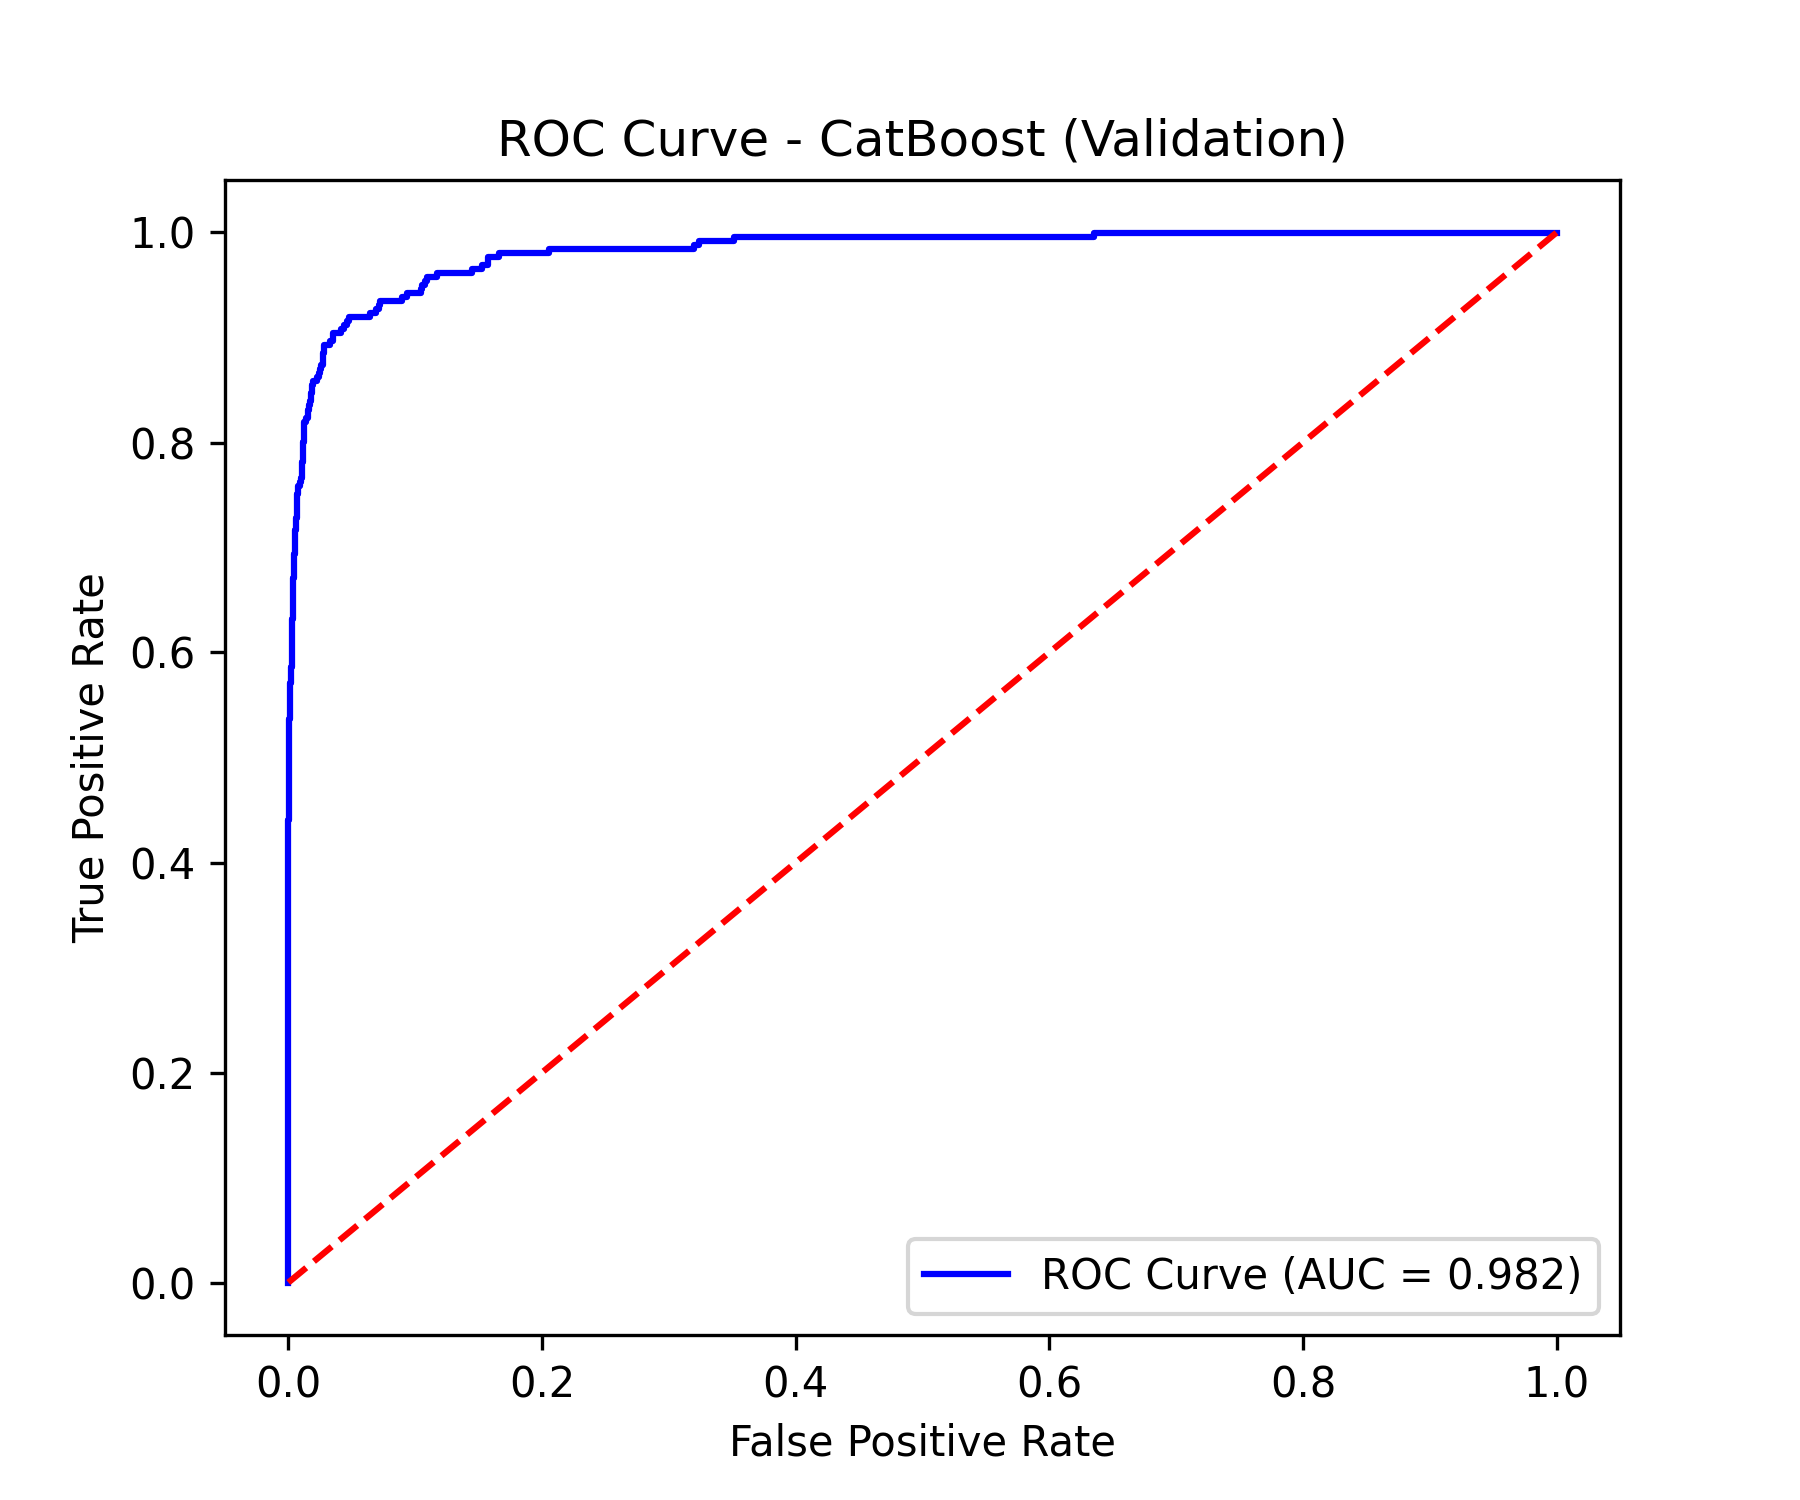 ROC Curve - CatBoost (Validation)
1.0
0.8
0.6
0.4
0.2
0.0
True Positive Rate
ROC Curve (AUC = 0.982)
0.0 0.2 0.4 0.6 0.8 1.0
False Positive Rate